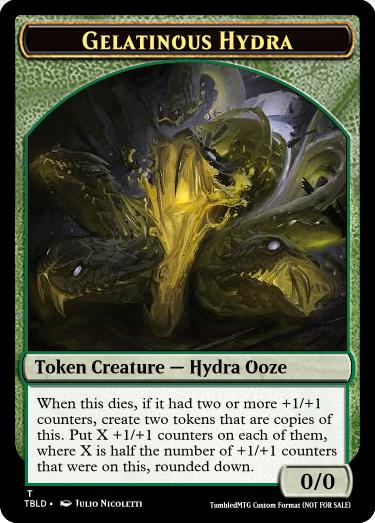 GELATINOUS HYDRA
Token Creature — Hydra Ooze
When this dies, if it had two or more +1/+1
counters, create two tokens that are copies of
this. Put X +1/+1 counters on each of them,
where X is half the number of +1/+1 counters
that were on this, rounded down.
0/0
T
TBLD • JULIO NICOLETTI
TumbledMTG Custom Format (NOT FOR SALE)